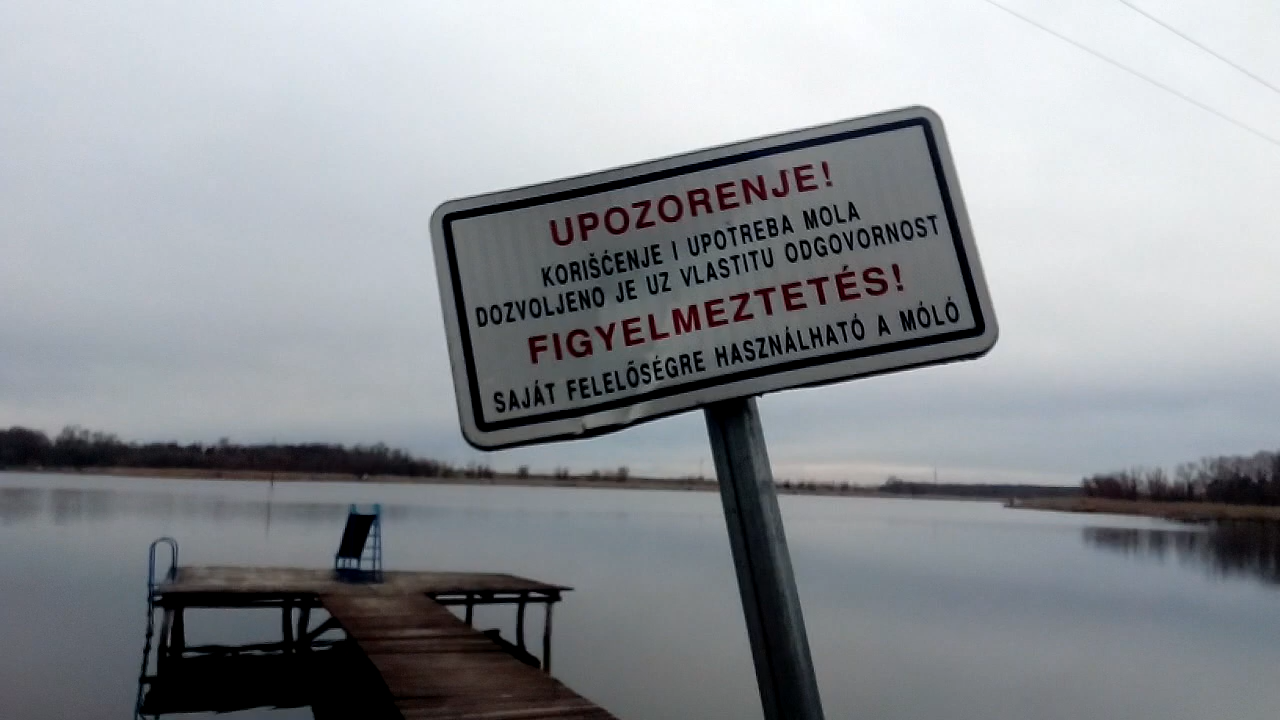 UPOZORENJE!
KORIŠĆENJE I UPOTREBA MOLA
DOZVOLJENO JE UZ VLASTITU ODGOVORNOST
FIGYELMEZTETÉS!
SAJÁT FELELŐSÉGRE HASZNÁLHATÓ A MÓLÓ